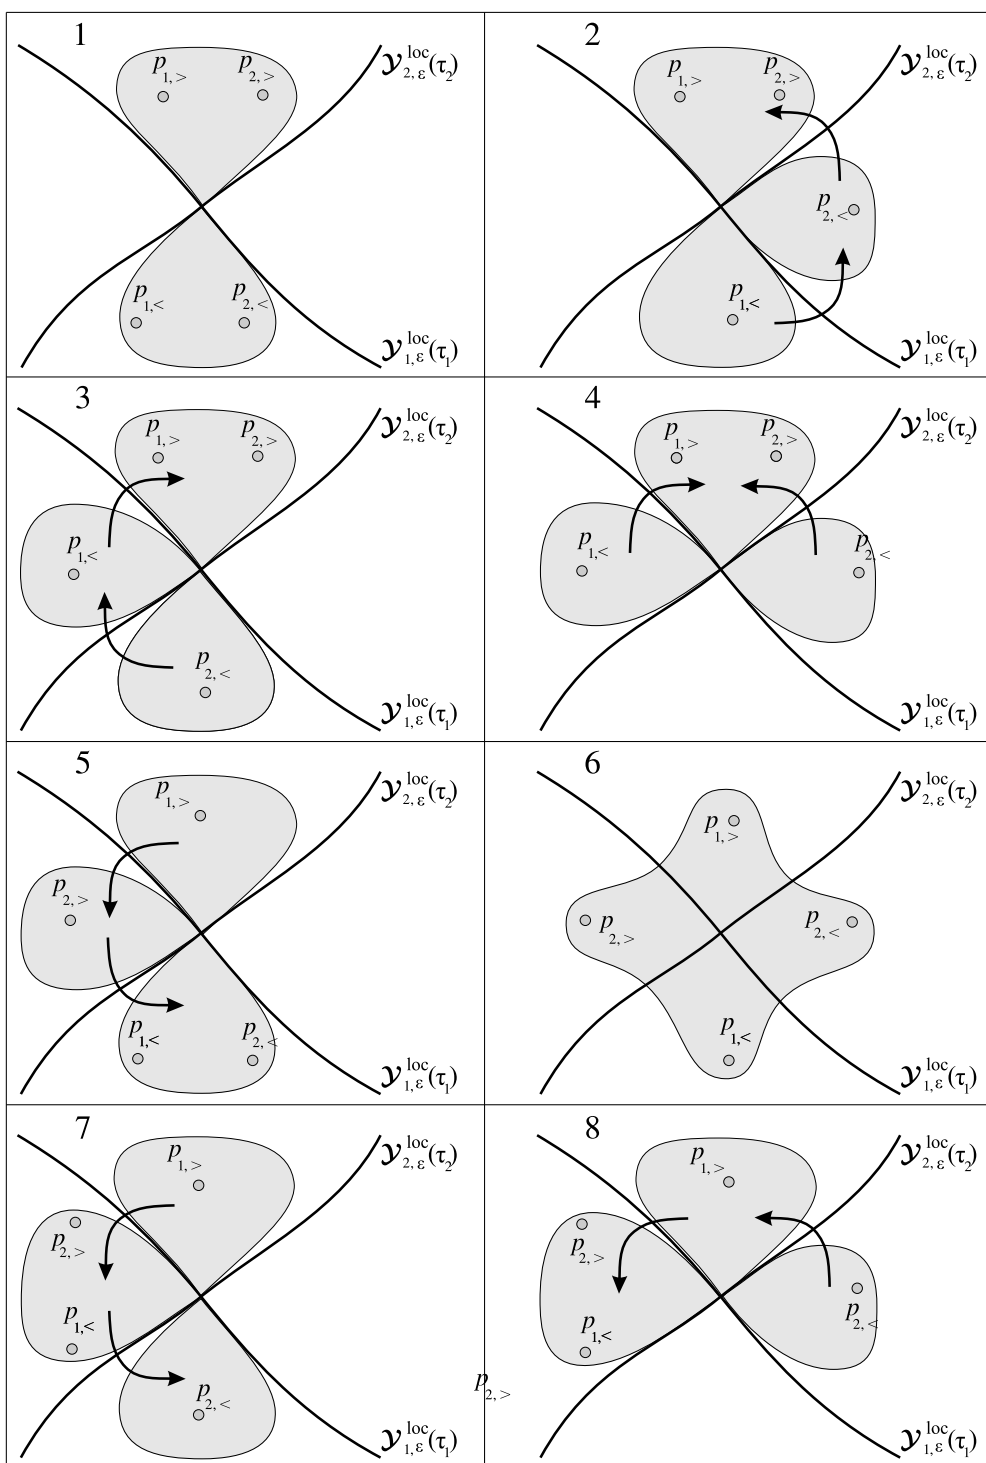 1
p1,>
p2,>
𝒴2,ε^loc(τ2)
p1,<
p2,<
𝒴1,ε^loc(τ1)
2
p1,>
p2,>
𝒴2,ε^loc(τ2)
p2,<
p1,<
𝒴1,ε^loc(τ1)
3
p1,>
p2,>
𝒴2,ε^loc(τ2)
p1,<
p2,<
𝒴1,ε^loc(τ1)
4
p1,>
p2,>
𝒴2,ε^loc(τ2)
p1,<
p2,<
𝒴1,ε^loc(τ1)
5
p1,>
𝒴2,ε^loc(τ2)
p2,>
p1,<
p2,<
𝒴1,ε^loc(τ1)
6
𝒴2,ε^loc(τ2)
p1,>
p2,>
p2,<
p1,<
𝒴1,ε^loc(τ1)
7
p1,>
𝒴2,ε^loc(τ2)
p2,>
p1,<
p2,<
𝒴1,ε^loc(τ1)
8
p1,>
𝒴2,ε^loc(τ2)
p2,>
p1,<
p2,<
p2,>
𝒴1,ε^loc(τ1)